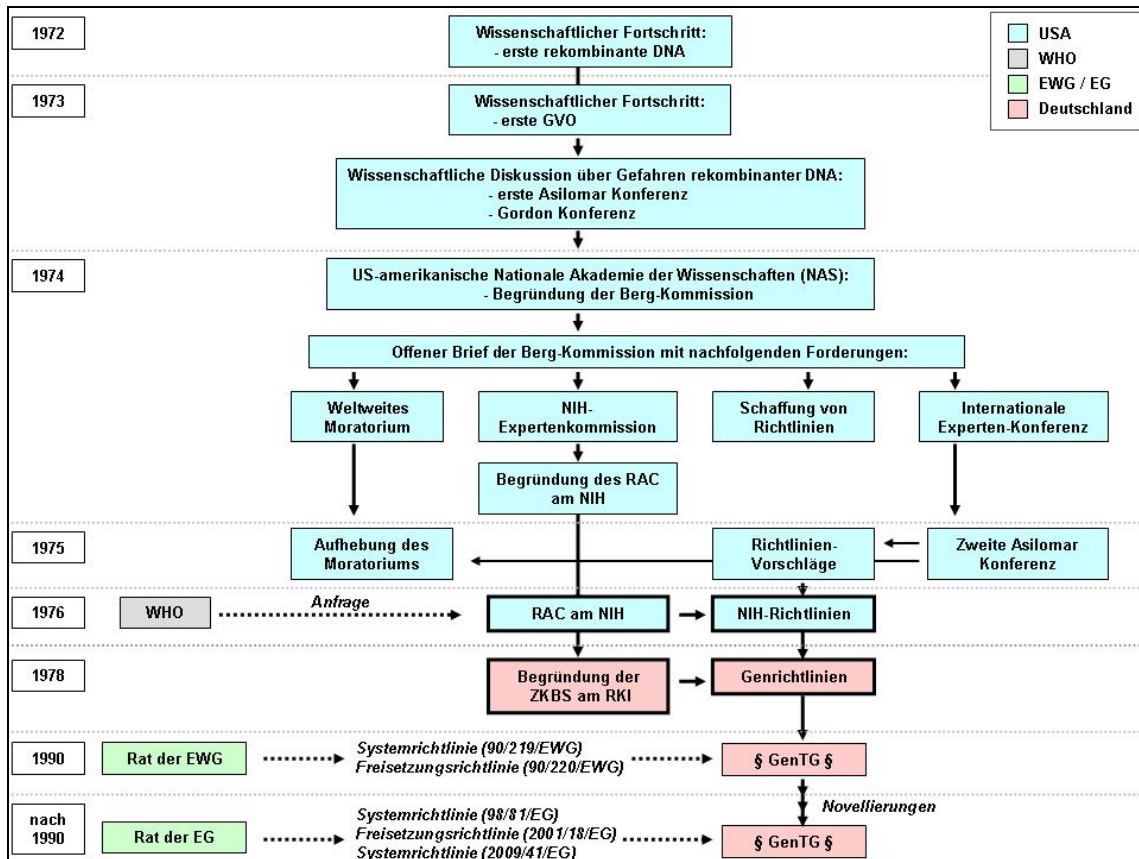 1972
Wissenschaftlicher Fortschritt:
- erste rekombinante DNA
USA
WHO
EWG / EG
Deutschland
1973
Wissenschaftlicher Fortschritt:
- erste GVO
Wissenschaftliche Diskussion über Gefahren rekombinanter DNA:
- erste Asilomar Konferenz
- Gordon Konferenz
1974
US-amerikanische Nationale Akademie der Wissenschaften (NAS):
- Begründung der Berg-Kommission
Offener Brief der Berg-Kommission mit nachfolgenden Forderungen:
Weltweites
Moratorium
NIH-
Expertenkommission
Schaffung von
Richtlinien
Internationale
Experten-Konferenz
Begründung des RAC
am NIH
1975
Aufhebung des
Moratoriums
Richtlinien-
Vorschläge
Zweite Asilomar
Konferenz
1976
WHO
Anfrage
RAC am NIH
NIH-Richtlinien
1978
Begründung der
ZKBS am RKI
Genrichtlinien
1990
Rat der EWG
Systemrichtlinie (90/219/EWG)
Freisetzungsrichtlinie (90/220/EWG)
§ GenTG §
Novellierungen
nach
1990
Rat der EG
Systemrichtlinie (98/81/EG)
Freisetzungsrichtlinie (2001/18/EG)
Systemrichtlinie (2009/41/EG)
§ GenTG §